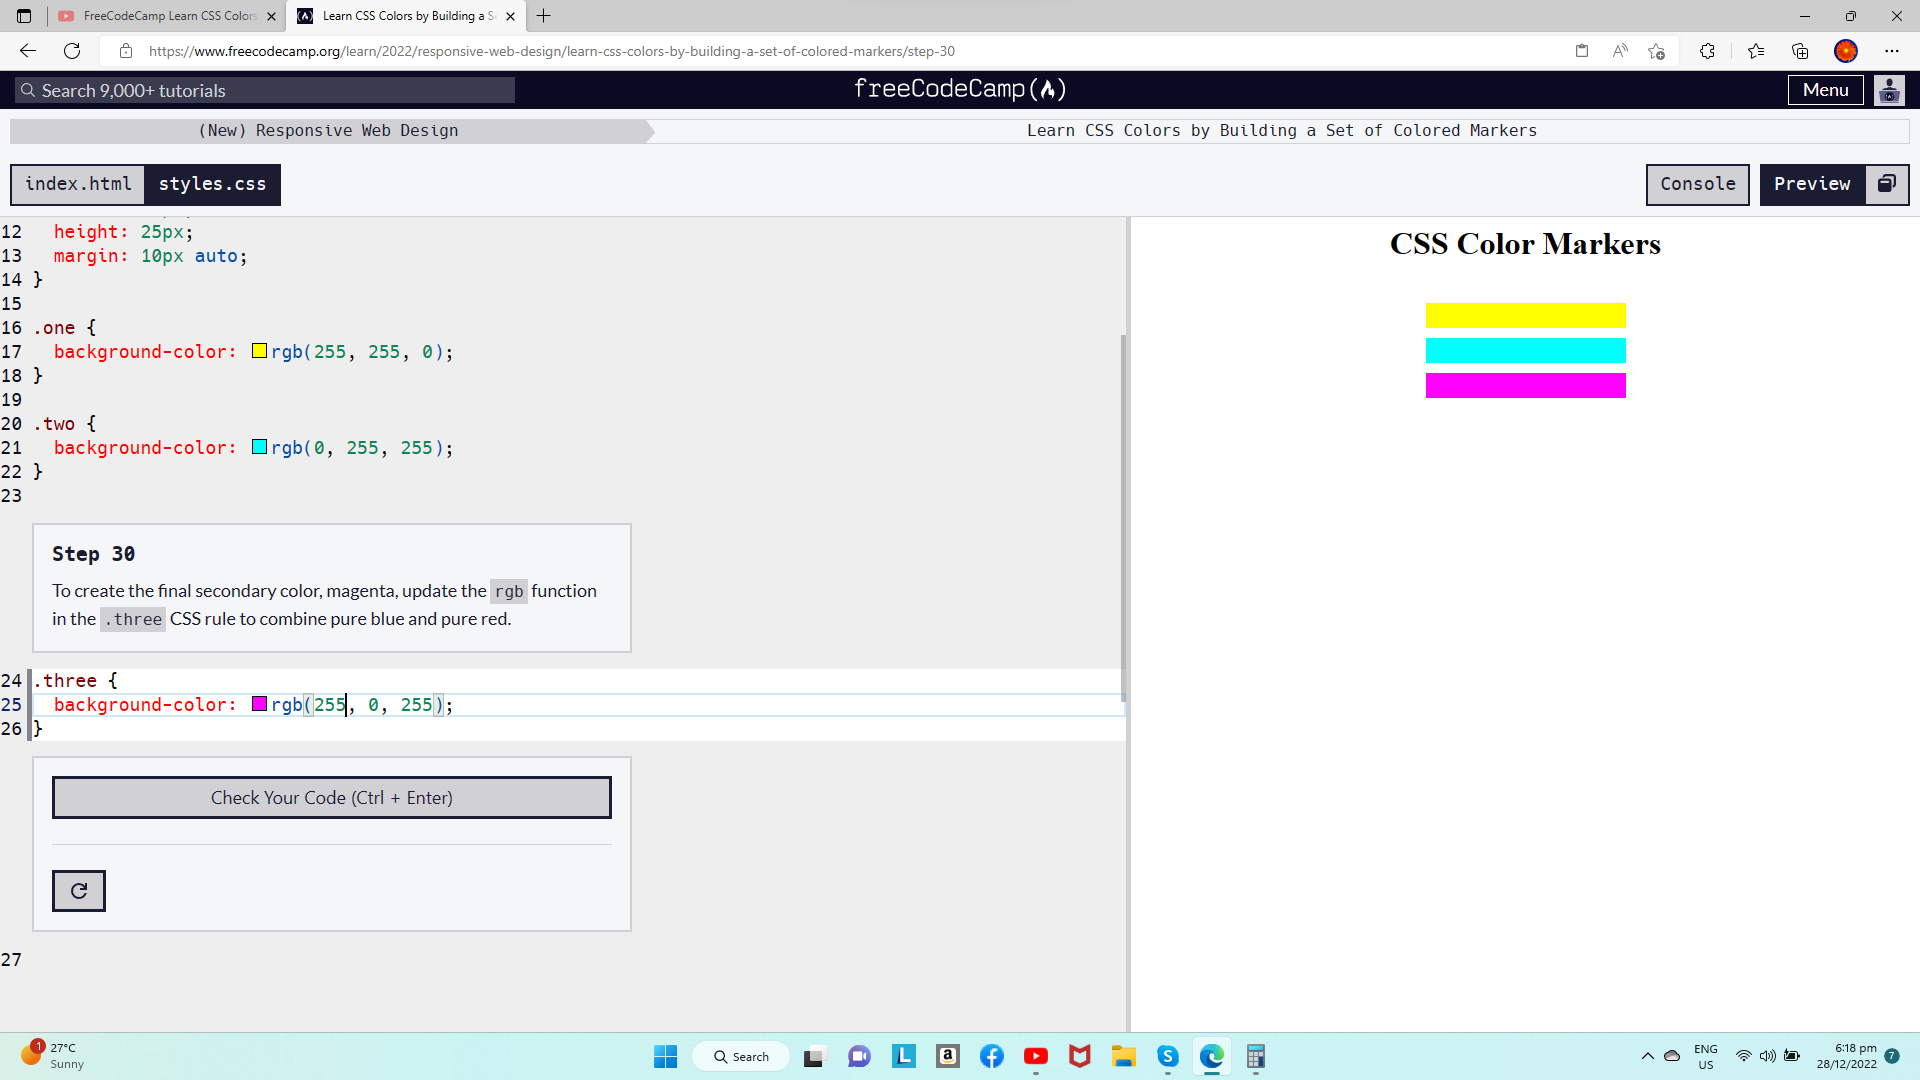 FreeCodeCamp Learn CSS Colors
Learn CSS Colors by Building a Se
https://www.freecodecamp.org/learn/2022/responsive-web-design/learn-css-colors-by-building-a-set-of-colored-markers/step-30
Search 9,000+ tutorials
freeCodeCamp
Menu
(New) Responsive Web Design
Learn CSS Colors by Building a Set of Colored Markers
index.html
styles.css
Console
Preview
12 height: 25px;
13 margin: 10px auto;
14 }
15
16 .one {
17 background-color: rgb(255, 255, 0);
18 }
19
20 .two {
21 background-color: rgb(0, 255, 255);
22 }
23
Step 30
To create the final secondary color, magenta, update the rgb function
in the .three CSS rule to combine pure blue and pure red.
24 .three {
25 background-color: rgb(255, 0, 255);
26 }
Check Your Code (Ctrl + Enter)
27
CSS Color Markers
1
27°C
Sunny
Search
L
a
S
ENG
US
6:18 pm
28/12/2022
7